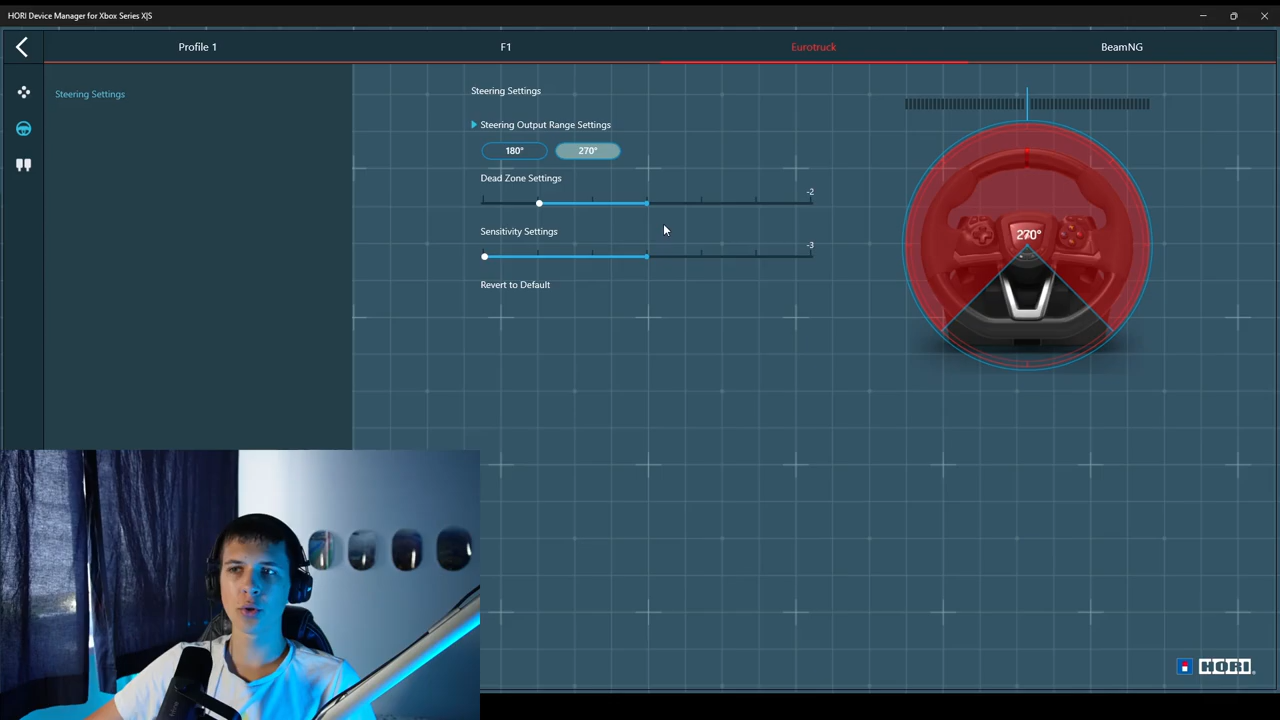 HORI Device Manager for Xbox Series X|S
Profile 1
F1
Eurotruck
BeamNG
Steering Settings
Steering Settings
Steering Output Range Settings
180°
270°
Dead Zone Settings
-2
Sensitivity Settings
-3
Revert to Default
270°
HORI